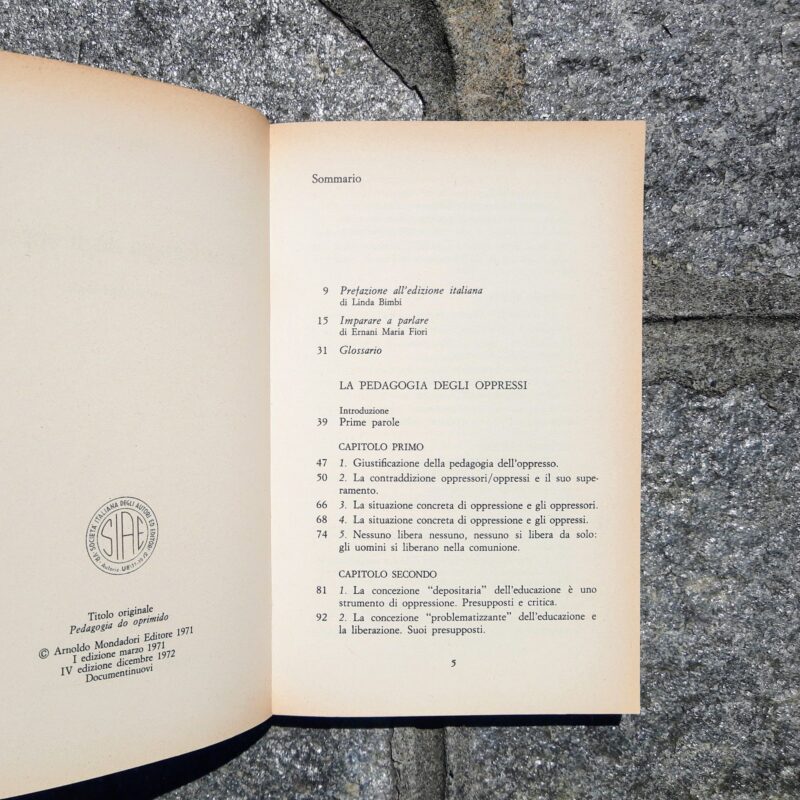 SOCIETÀ ITALIANA DEGLI AUTORI ED EDITORI
SIAE
Titolo originale
Pedagogia do oprimido
© Arnoldo Mondadori Editore 1971
I edizione marzo 1971
IV edizione dicembre 1972
Documentinuovi
Sommario
9 Prefazione all'edizione italiana
di Linda Bimbi
15 Imparare a parlare
di Ernani Maria Fiori
31 Glossario
LA PEDAGOGIA DEGLI OPPRESSI
Introduzione
39 Prime parole
CAPITOLO PRIMO
47 1. Giustificazione della pedagogia dell'oppresso.
50 2. La contraddizione oppressori/oppressi e il suo supe-
ramento.
66 3. La situazione concreta di oppressione e gli oppressori.
68 4. La situazione concreta di oppressione e gli oppressi.
74 5. Nessuno libera nessuno, nessuno si libera da solo:
gli uomini si liberano nella comunione.
CAPITOLO SECONDO
81 1. La concezione "depositaria" dell'educazione è uno
strumento di oppressione. Presupposti e critica.
92 2. La concezione "problematizzante" dell'educazione e
la liberazione. Suoi presupposti.
5